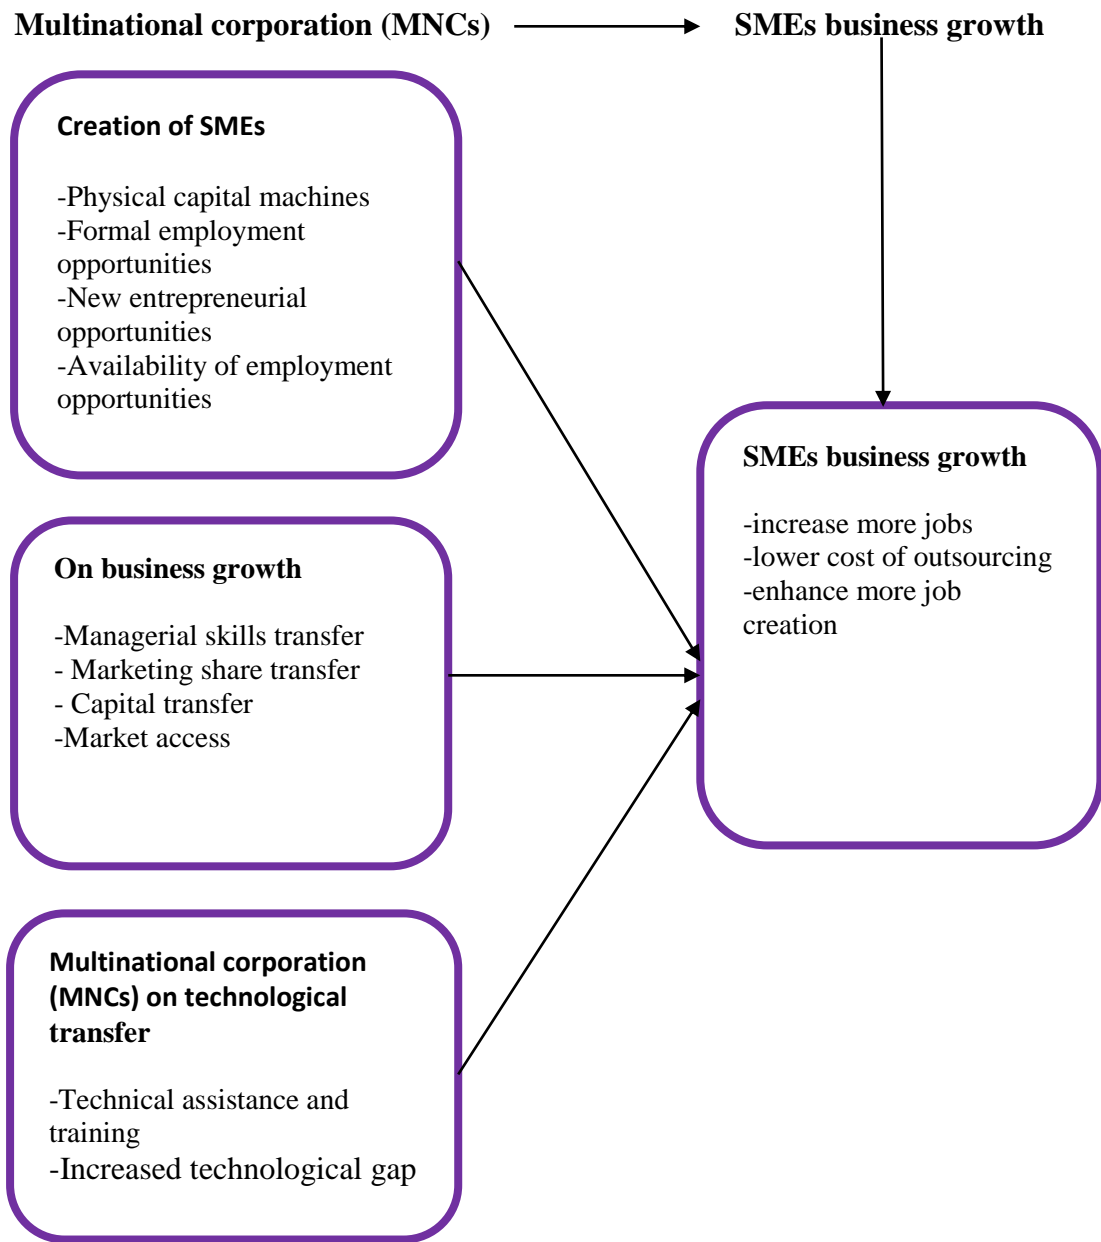 Multinational corporation (MNCs)
SMEs business growth
Creation of SMEs
-Physical capital machines
-Formal employment
opportunities
-New entrepreneurial
opportunities
-Availability of employment
opportunities
On business growth
-Managerial skills transfer
- Marketing share transfer
- Capital transfer
-Market access
Multinational corporation
(MNCs) on technological
transfer
-Technical assistance and
training
-Increased technological gap
SMEs business growth
-increase more jobs
-lower cost of outsourcing
-enhance more job
creation